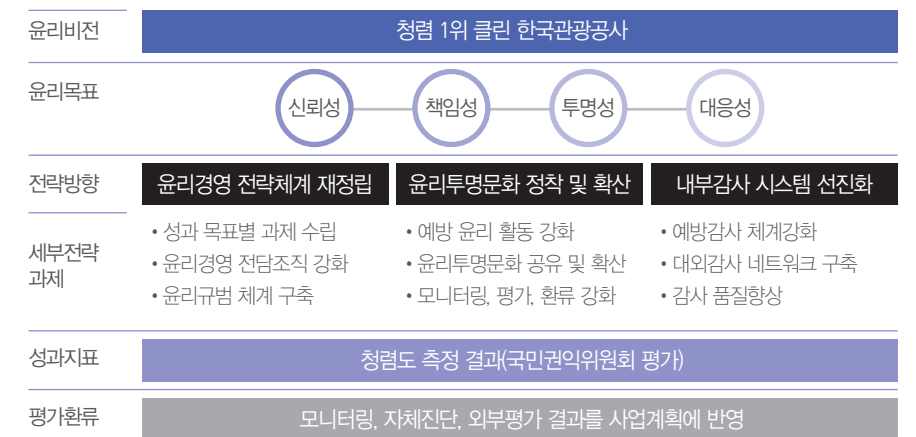 윤리비전
청렴 1위 클린 한국관광공사
윤리목표
신뢰성 책임성 투명성 대응성
전략방향
윤리경영 전략체계 재정립
윤리투명문화 정착 및 확산
내부감사 시스템 선진화
세부전략
과제
• 성과 목표별 과제 수립
• 윤리경영 전담조직 강화
• 윤리규범 체계 구축
• 예방 윤리 활동 강화
• 윤리투명문화 공유 및 확산
• 모니터링, 평가, 환류 강화
• 예방감사 체계강화
• 대외감사 네트워크 구축
• 감사 품질향상
성과지표
청렴도 측정 결과(국민권익위원회 평가)
평가환류
모니터링, 자체진단, 외부평가 결과를 사업계획에 반영